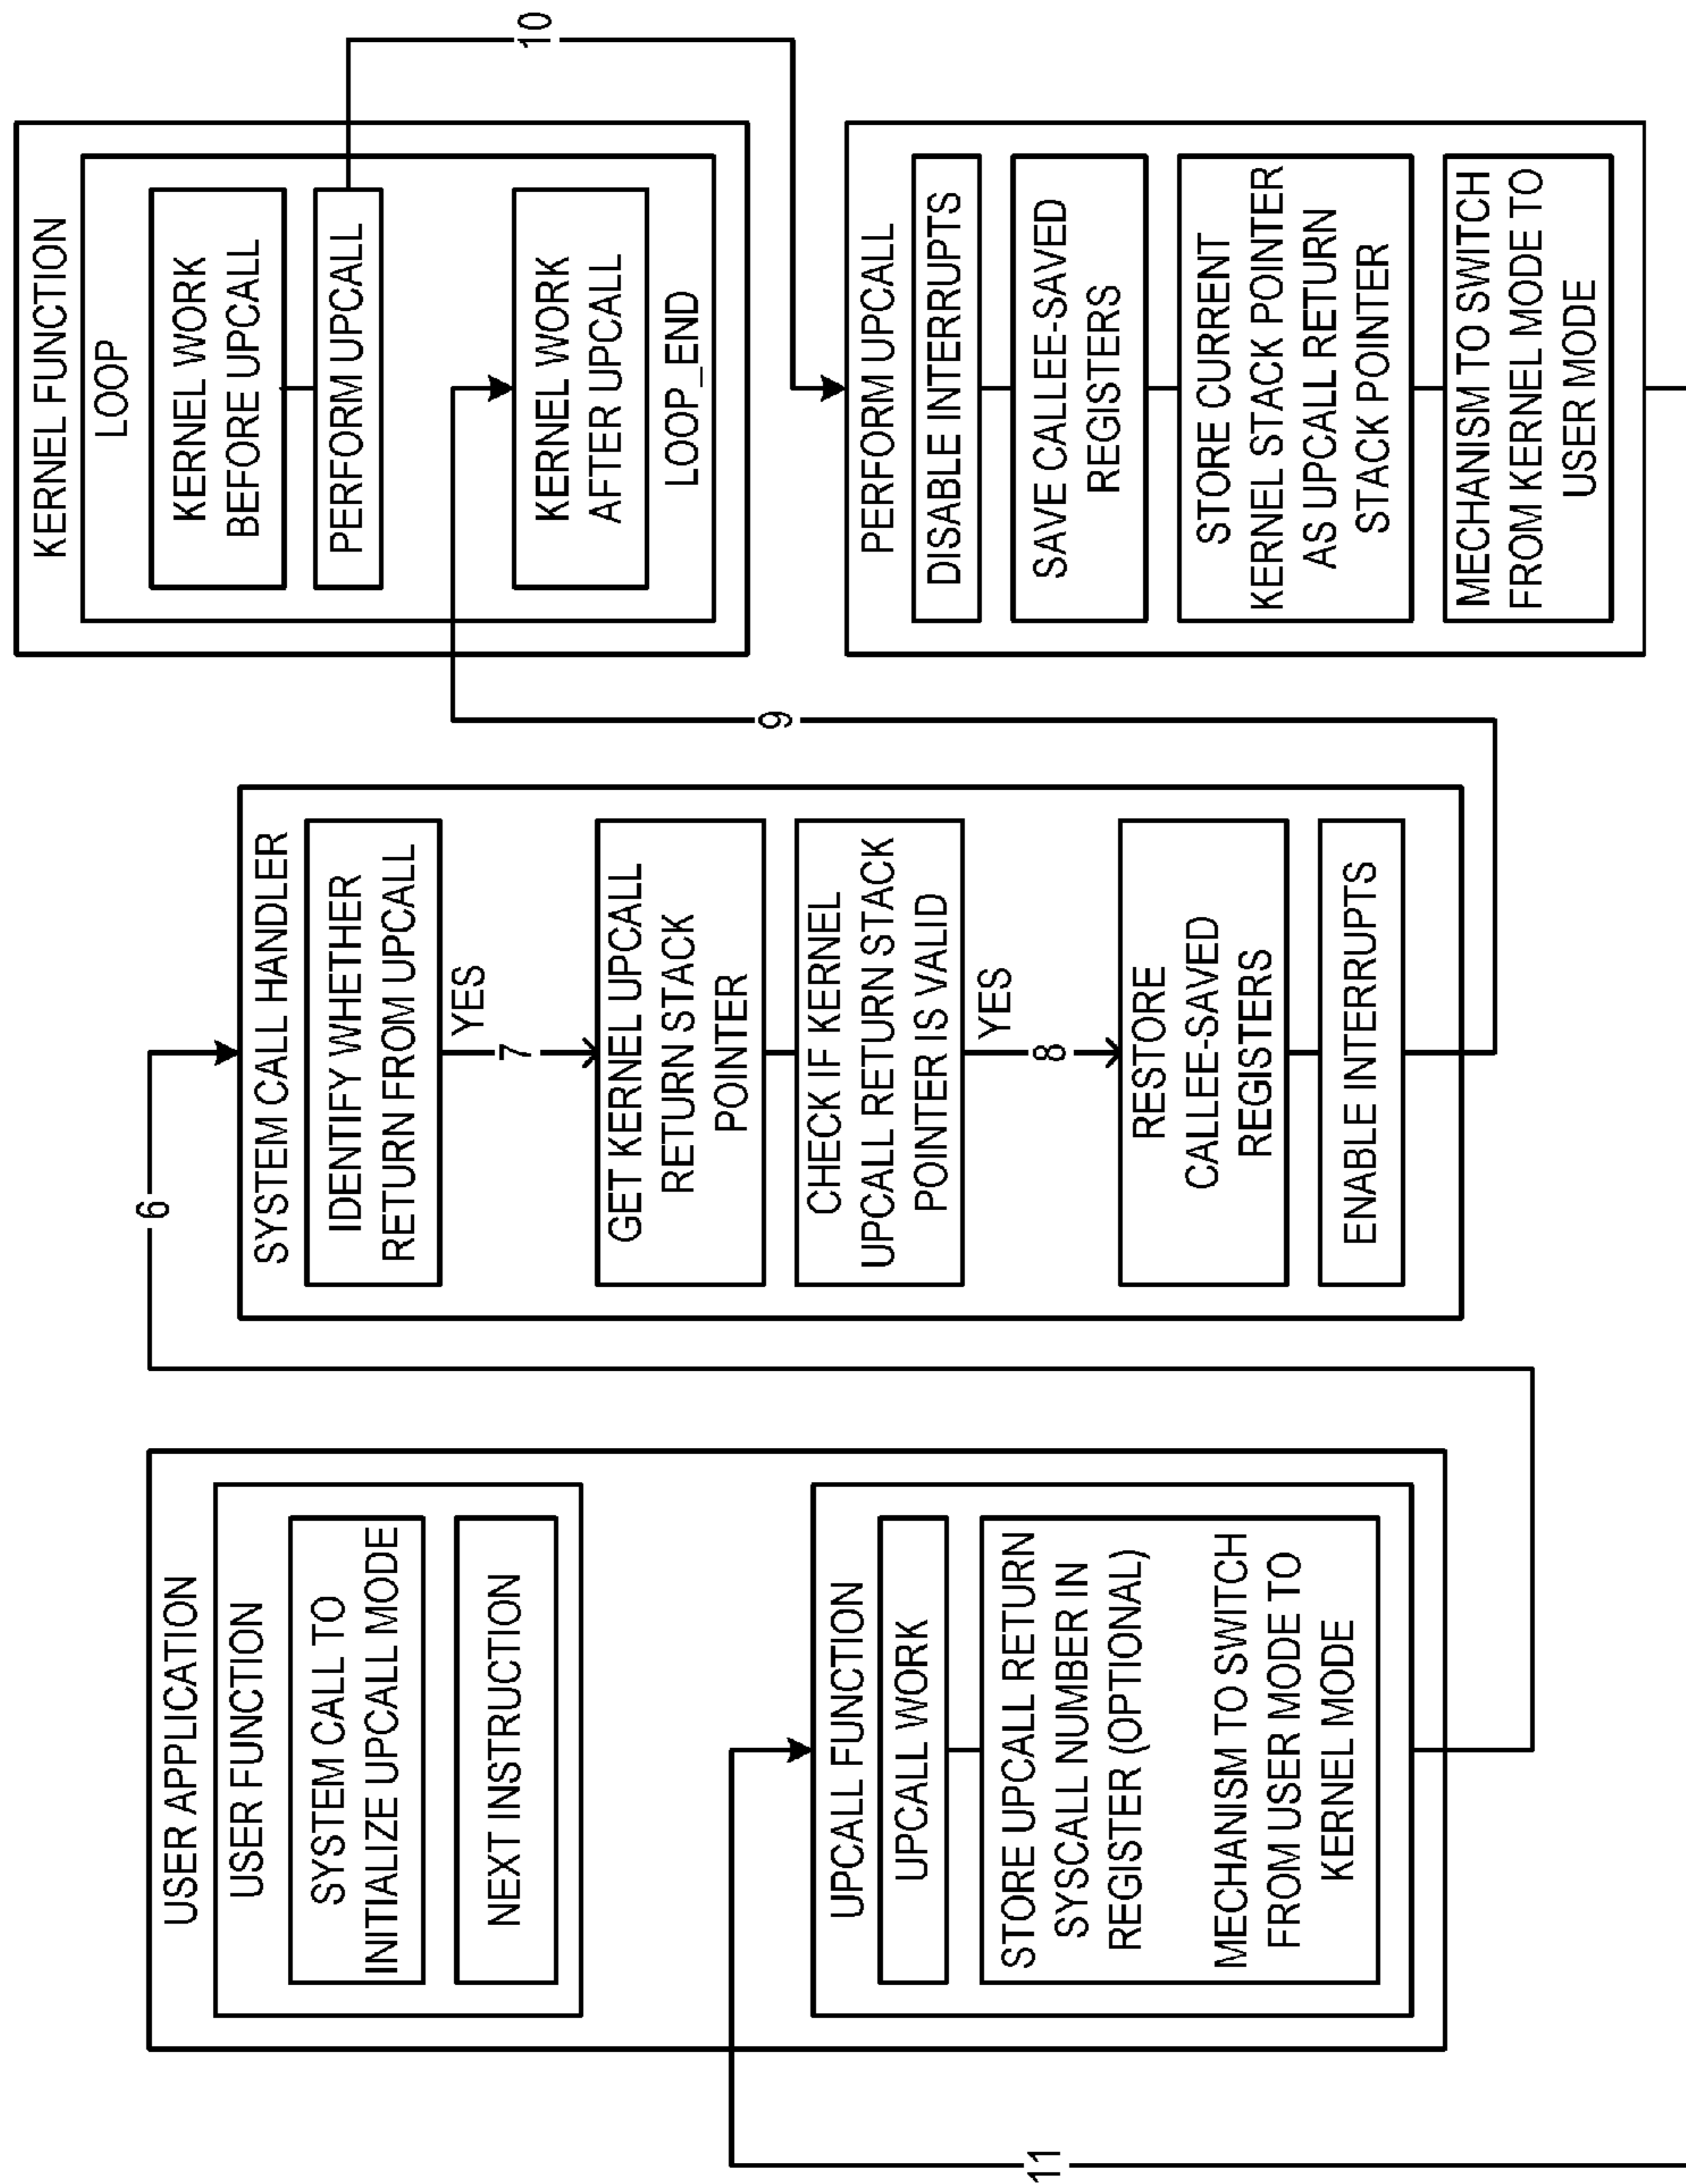 USER APPLICATION
USER FUNCTION
SYSTEM CALL TO
INITIALIZE UPCALL MODE
NEXT INSTRUCTION
UPCALL FUNCTION
UPCALL WORK
STORE UPCALL RETURN
SYSCALL NUMBER IN
REGISTER (OPTIONAL)
MECHANISM TO SWITCH
FROM USER MODE TO
KERNEL MODE
6
SYSTEM CALL HANDLER
IDENTIFY WHETHER
RETURN FROM UPCALL
YES
7
GET KERNEL UPCALL
RETURN STACK
POINTER
CHECK IF KERNEL
UPCALL RETURN STACK
POINTER IS VALID
YES
8
RESTORE
CALLEE-SAVED
REGISTERS
ENABLE INTERRUPTS
9
KERNEL FUNCTION
LOOP
KERNEL WORK
BEFORE UPCALL
PERFORM UPCALL
KERNEL WORK
AFTER UPCALL
LOOP_END
10
PERFORM UPCALL
DISABLE INTERRUPTS
SAVE CALLEE-SAVED
REGISTERS
STORE CURRENT
KERNEL STACK POINTER
AS UPCALL RETURN
STACK POINTER
MECHANISM TO SWITCH
FROM KERNEL MODE TO
USER MODE
11